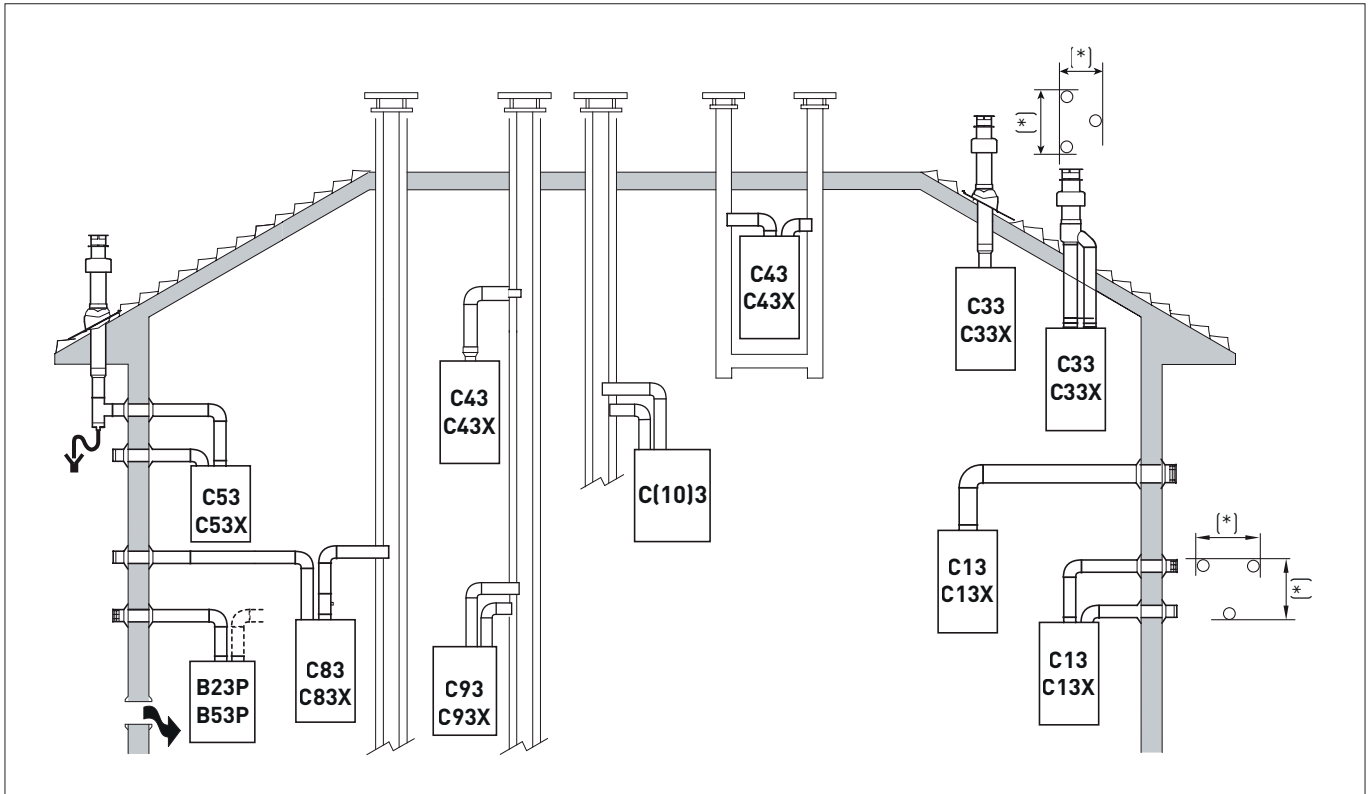 (*)
(*)
C43
C43X
C33
C33X
C33
C33X
C43
C43X
C(10)3
C53
C53X
C13
C13X
(*)
(*)
C83
C83X
C93
C93X
C13
C13X
B23P
B53P